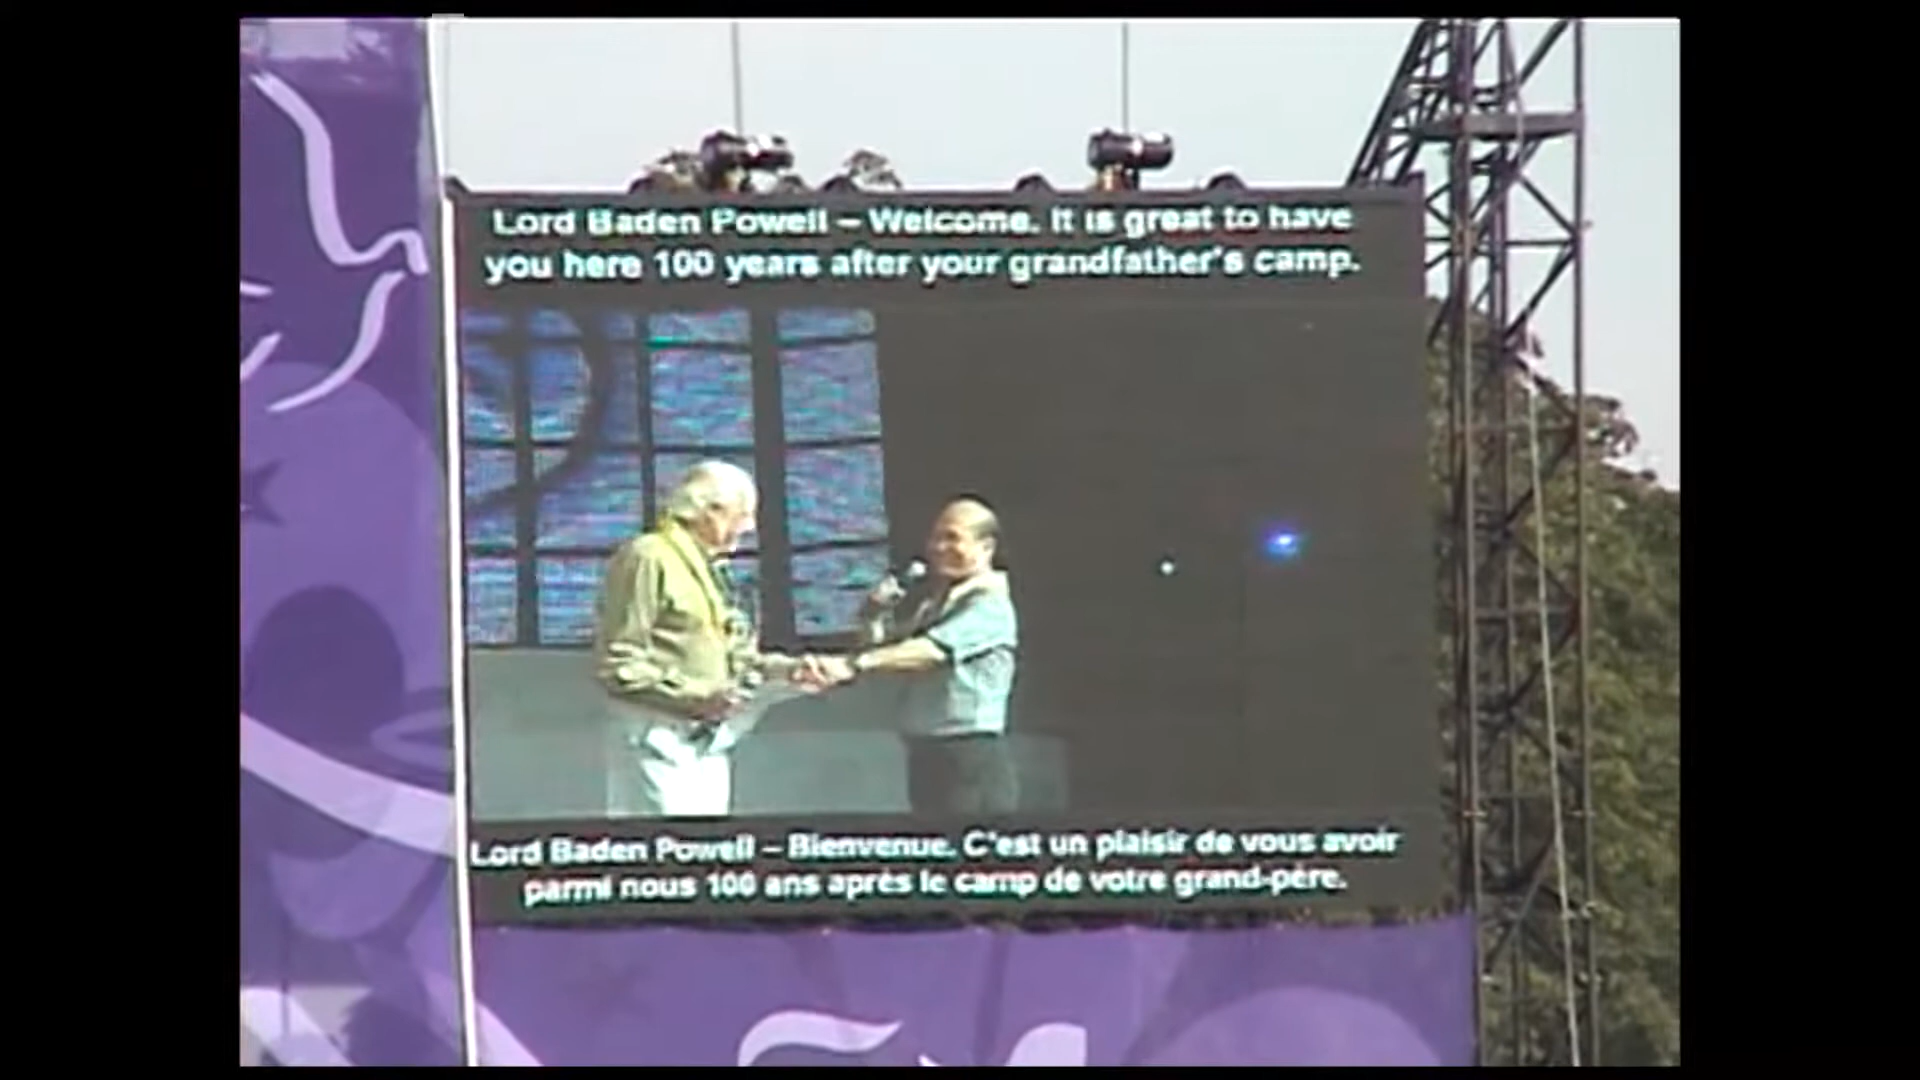 Lord Baden Powell – Welcome. It is great to have
you here 100 years after your grandfather's camp.
Lord Baden Powell – Bienvenue. C'est un plaisir de vous avoir
parmi nous 100 ans après le camp de votre grand-père.